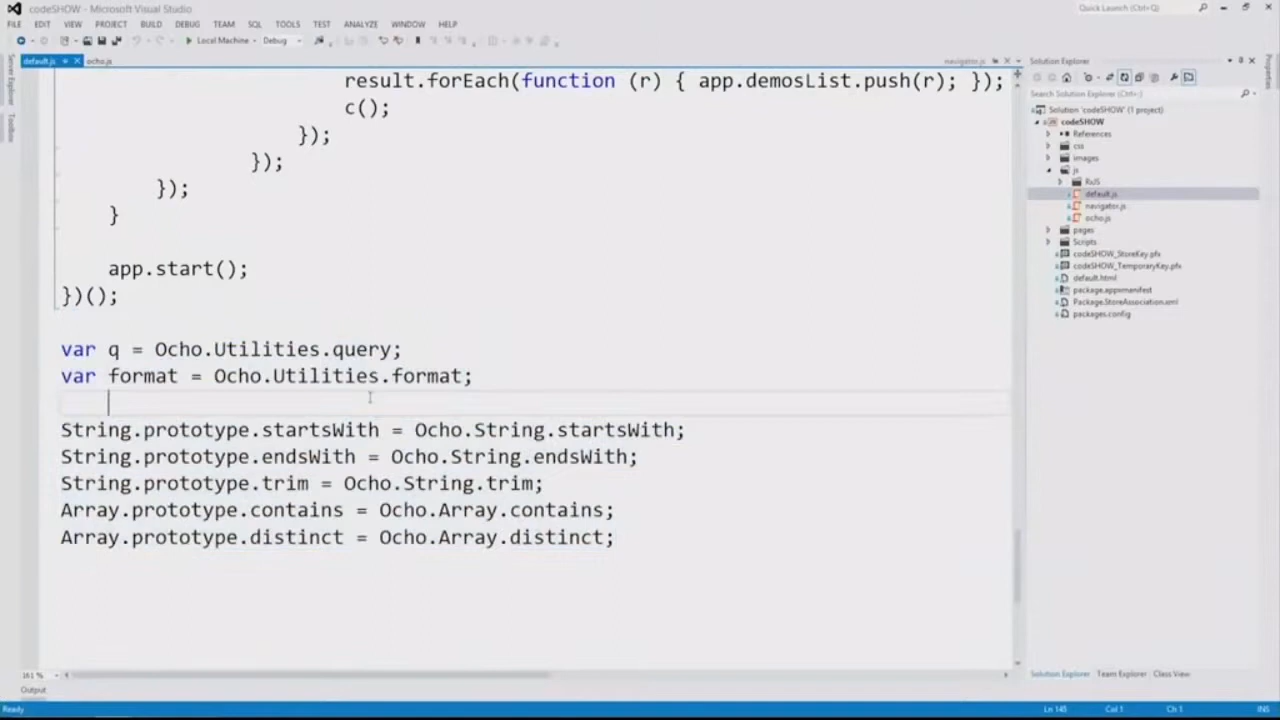 codeSHOW - Microsoft Visual Studio
Quick Launch (Ctrl+Q)
FILE EDIT VIEW PROJECT BUILD DEBUG TEAM SQL TOOLS TEST ANALYZE WINDOW HELP
Local Machine Debug
default.js ocho.js navigator.js
Server Explorer
Toolbox
result.forEach(function (r) { app.demosList.push(r); });
c();
});
});
});
}
app.start();
})();
var q = Ocho.Utilities.query;
var format = Ocho.Utilities.format;
String.prototype.startsWith = Ocho.String.startsWith;
String.prototype.endsWith = Ocho.String.endsWith;
String.prototype.trim = Ocho.String.trim;
Array.prototype.contains = Ocho.Array.contains;
Array.prototype.distinct = Ocho.Array.distinct;
161 %
Output
Solution Explorer
Search Solution Explorer (Ctrl+;)
Solution 'codeSHOW' (1 project)
codeSHOW
References
css
images
js
RxJS
default.js
navigator.js
ocho.js
pages
Scripts
codeSHOW_StoreKey.pfx
codeSHOW_TemporaryKey.pfx
default.html
package.appxmanifest
Package.StoreAssociation.xml
packages.config
Solution Explorer Team Explorer Class View
Properties
Ready Ln 145 Col 1 Ch 1 INS